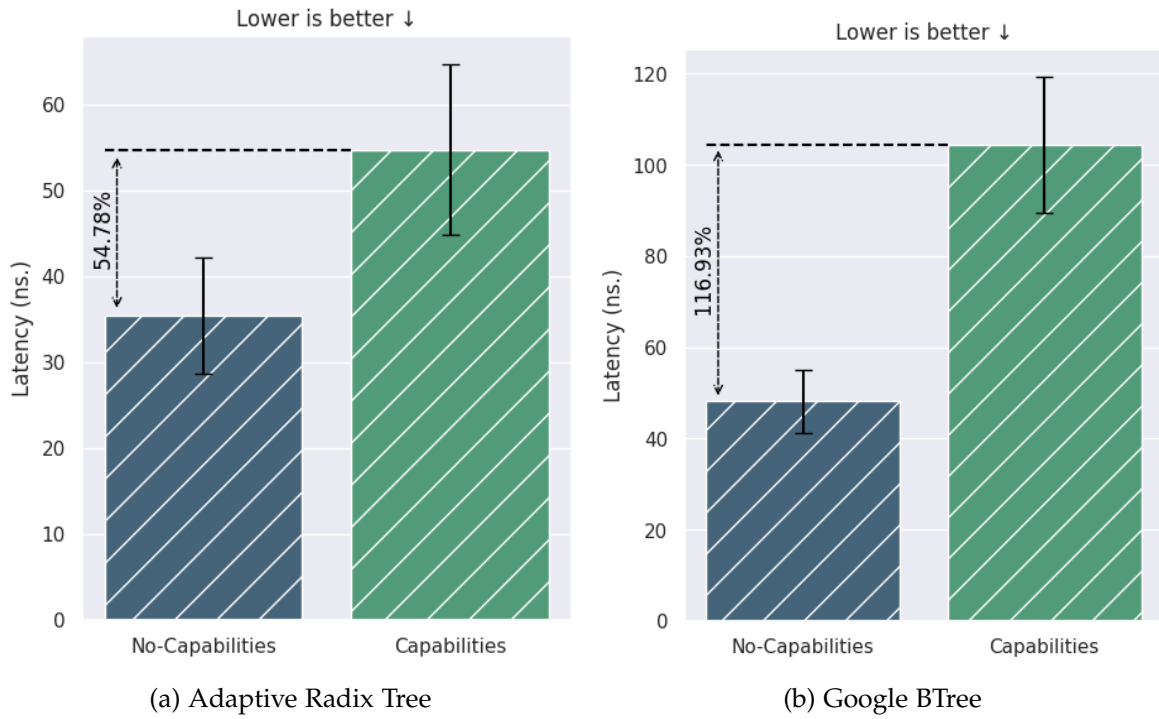 Lower is better ↓
Latency (ns.)
60
50
40
30
20
10
0
54.78%
No-Capabilities
Capabilities
(a) Adaptive Radix Tree
Lower is better ↓
Latency (ns.)
120
100
80
60
40
20
0
116.93%
No-Capabilities
Capabilities
(b) Google BTree